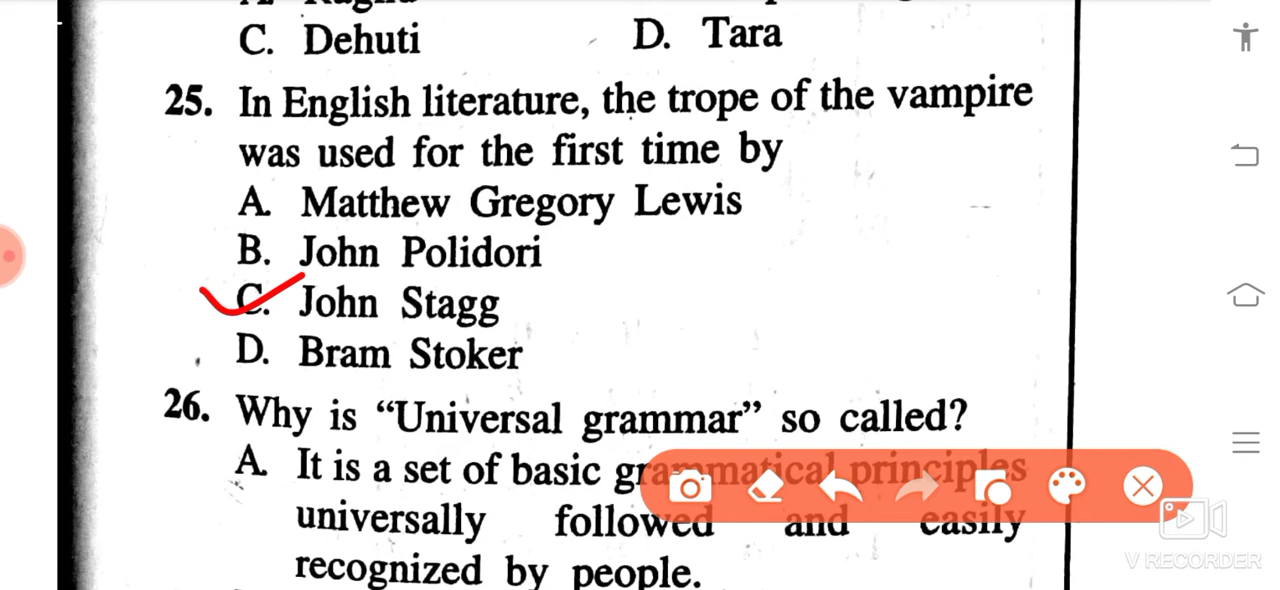 C. Dehuti D. Tara
25. In English literature, the trope of the vampire
was used for the first time by
A. Matthew Gregory Lewis
B. John Polidori
C. John Stagg
D. Bram Stoker
26. Why is “Universal grammar” so called?
A. It is a set of basic grammatical principles
universally followed and easily
recognized by people.
V RECORDER